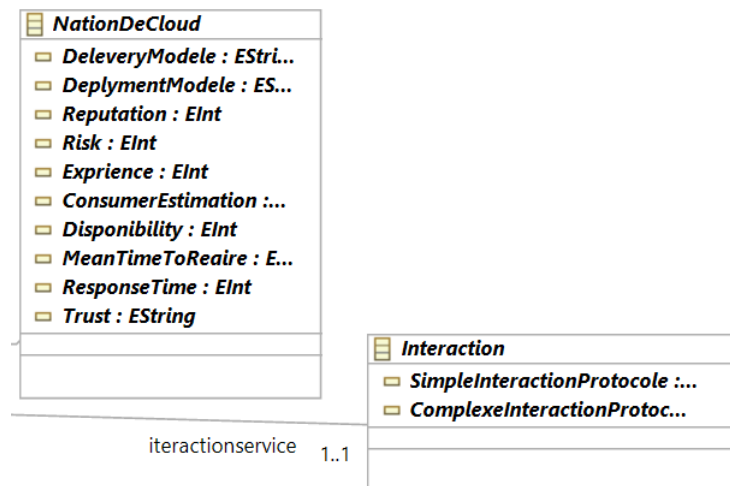 NationDeCloud
DeleveryModele : EStri...
DeplymentModele : ES...
Reputation : EInt
Risk : EInt
Exprience : EInt
ConsumerEstimation :...
Disponibility : EInt
MeanTimeToReaire : E...
ResponseTime : EInt
Trust : EString
Interaction
SimpleInteractionProtocole :...
ComplexeInteractionProtoc...
iteractionservice 1..1